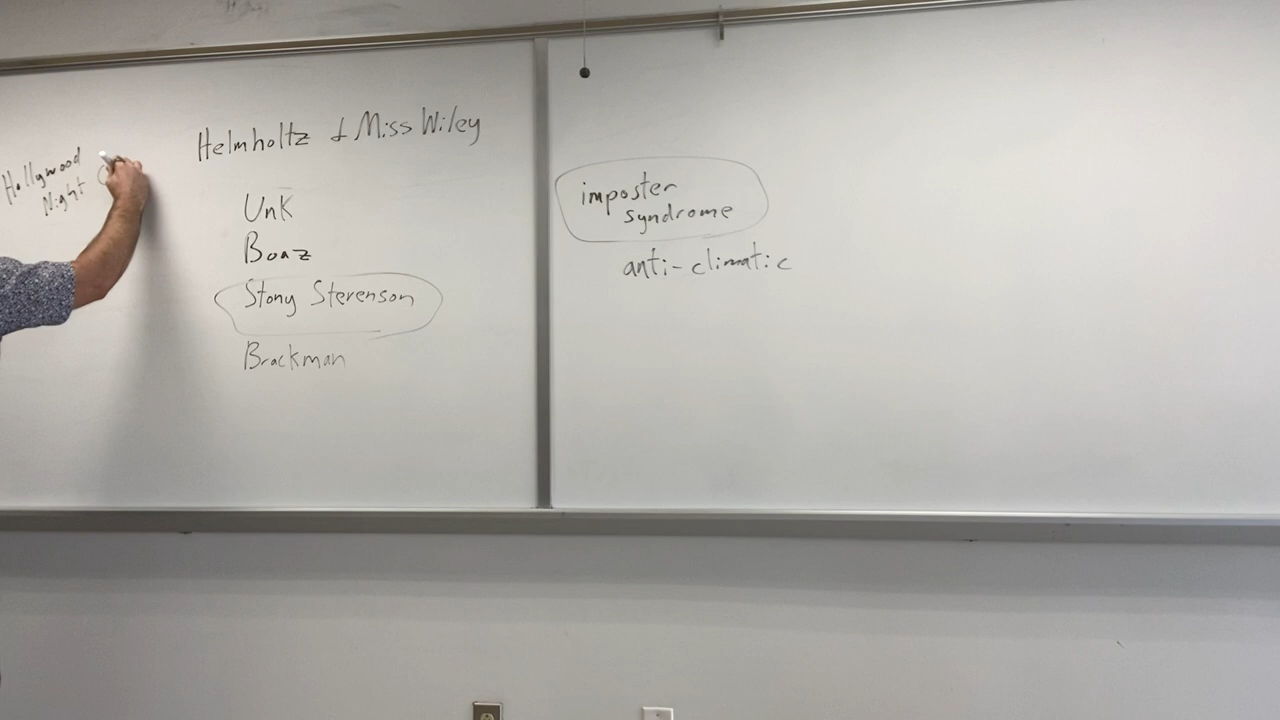 Hollywood
Night
Helmholtz & Miss Wiley
Unk
Boaz
Stony Stevenson
Brackman
imposter
syndrome
anti-climatic